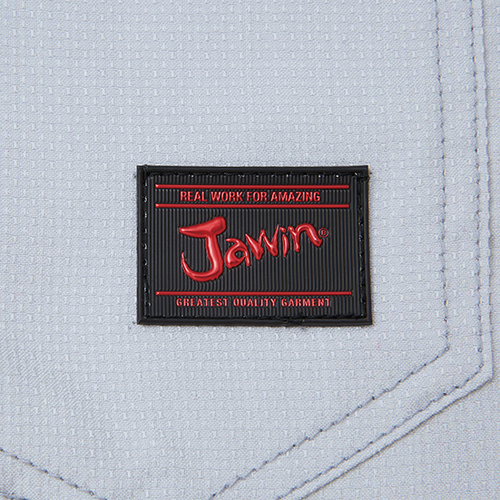 REAL WORK FOR AMAZING
Jawin®
GREATEST QUALITY GARMENT